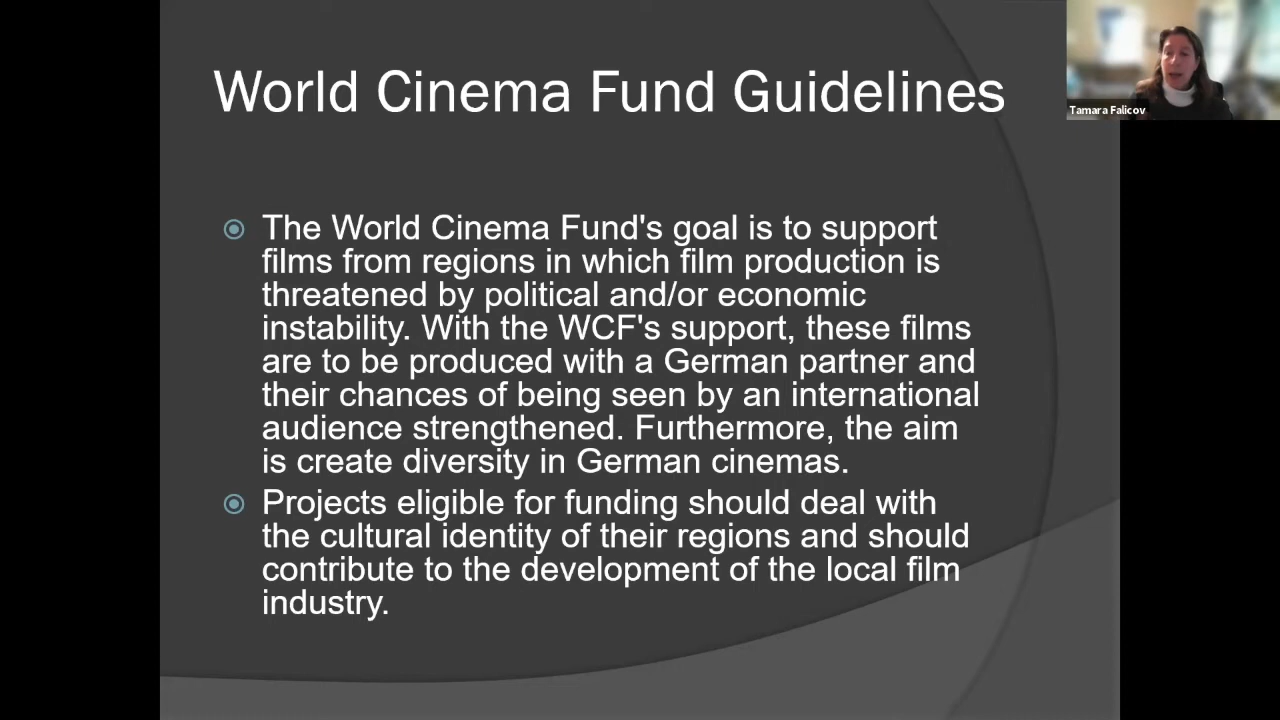 World Cinema Fund Guidelines
Tamara Falicov
The World Cinema Fund's goal is to support
films from regions in which film production is
threatened by political and/or economic
instability. With the WCF's support, these films
are to be produced with a German partner and
their chances of being seen by an international
audience strengthened. Furthermore, the aim
is create diversity in German cinemas.
Projects eligible for funding should deal with
the cultural identity of their regions and should
contribute to the development of the local film
industry.